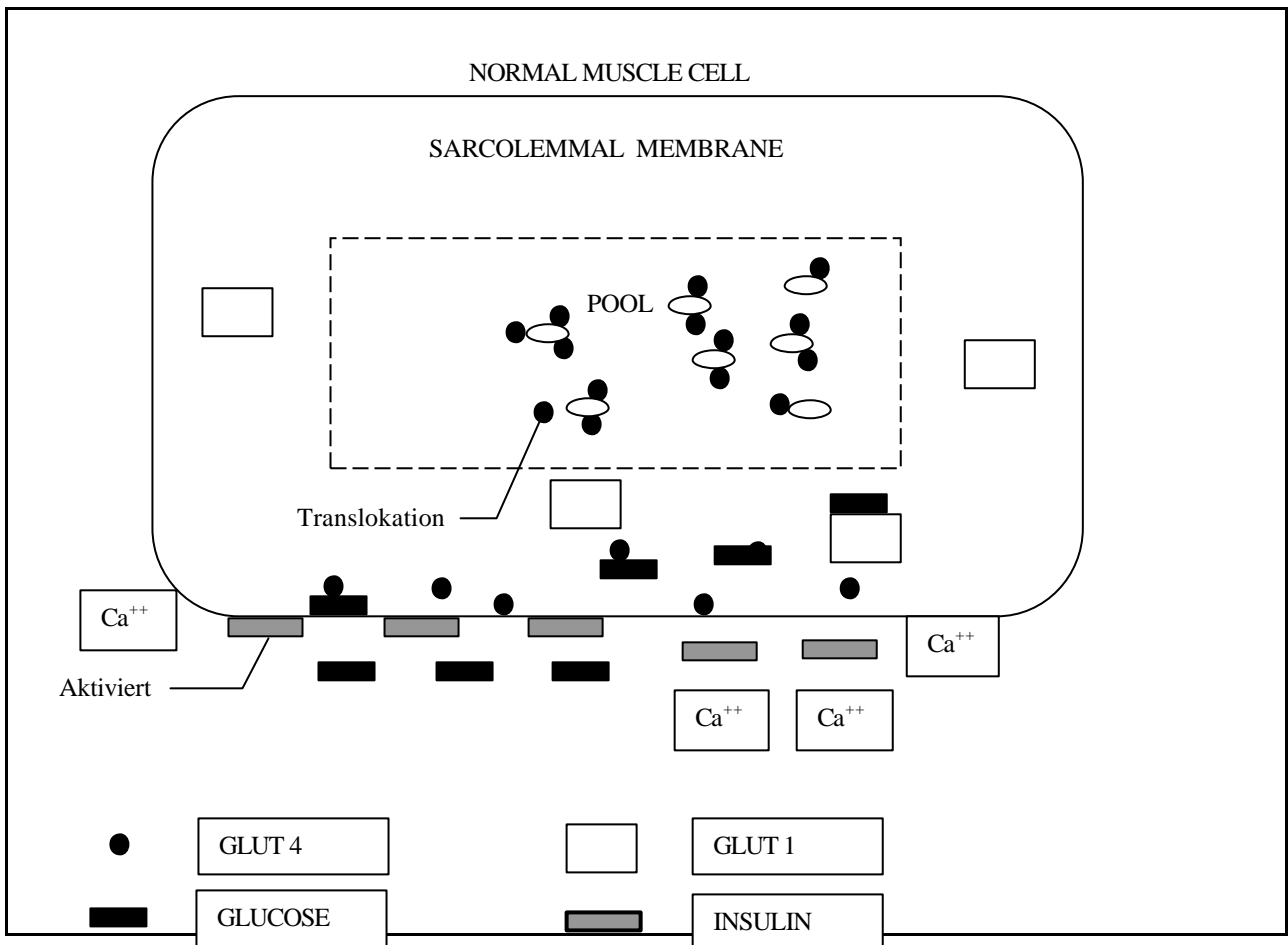 NORMAL MUSCLE CELL
SARCOLEMMAL MEMBRANE
POOL
Translokation
Ca++
Ca++
Aktiviert
Ca++
Ca++
GLUT 4
GLUT 1
GLUCOSE
INSULIN